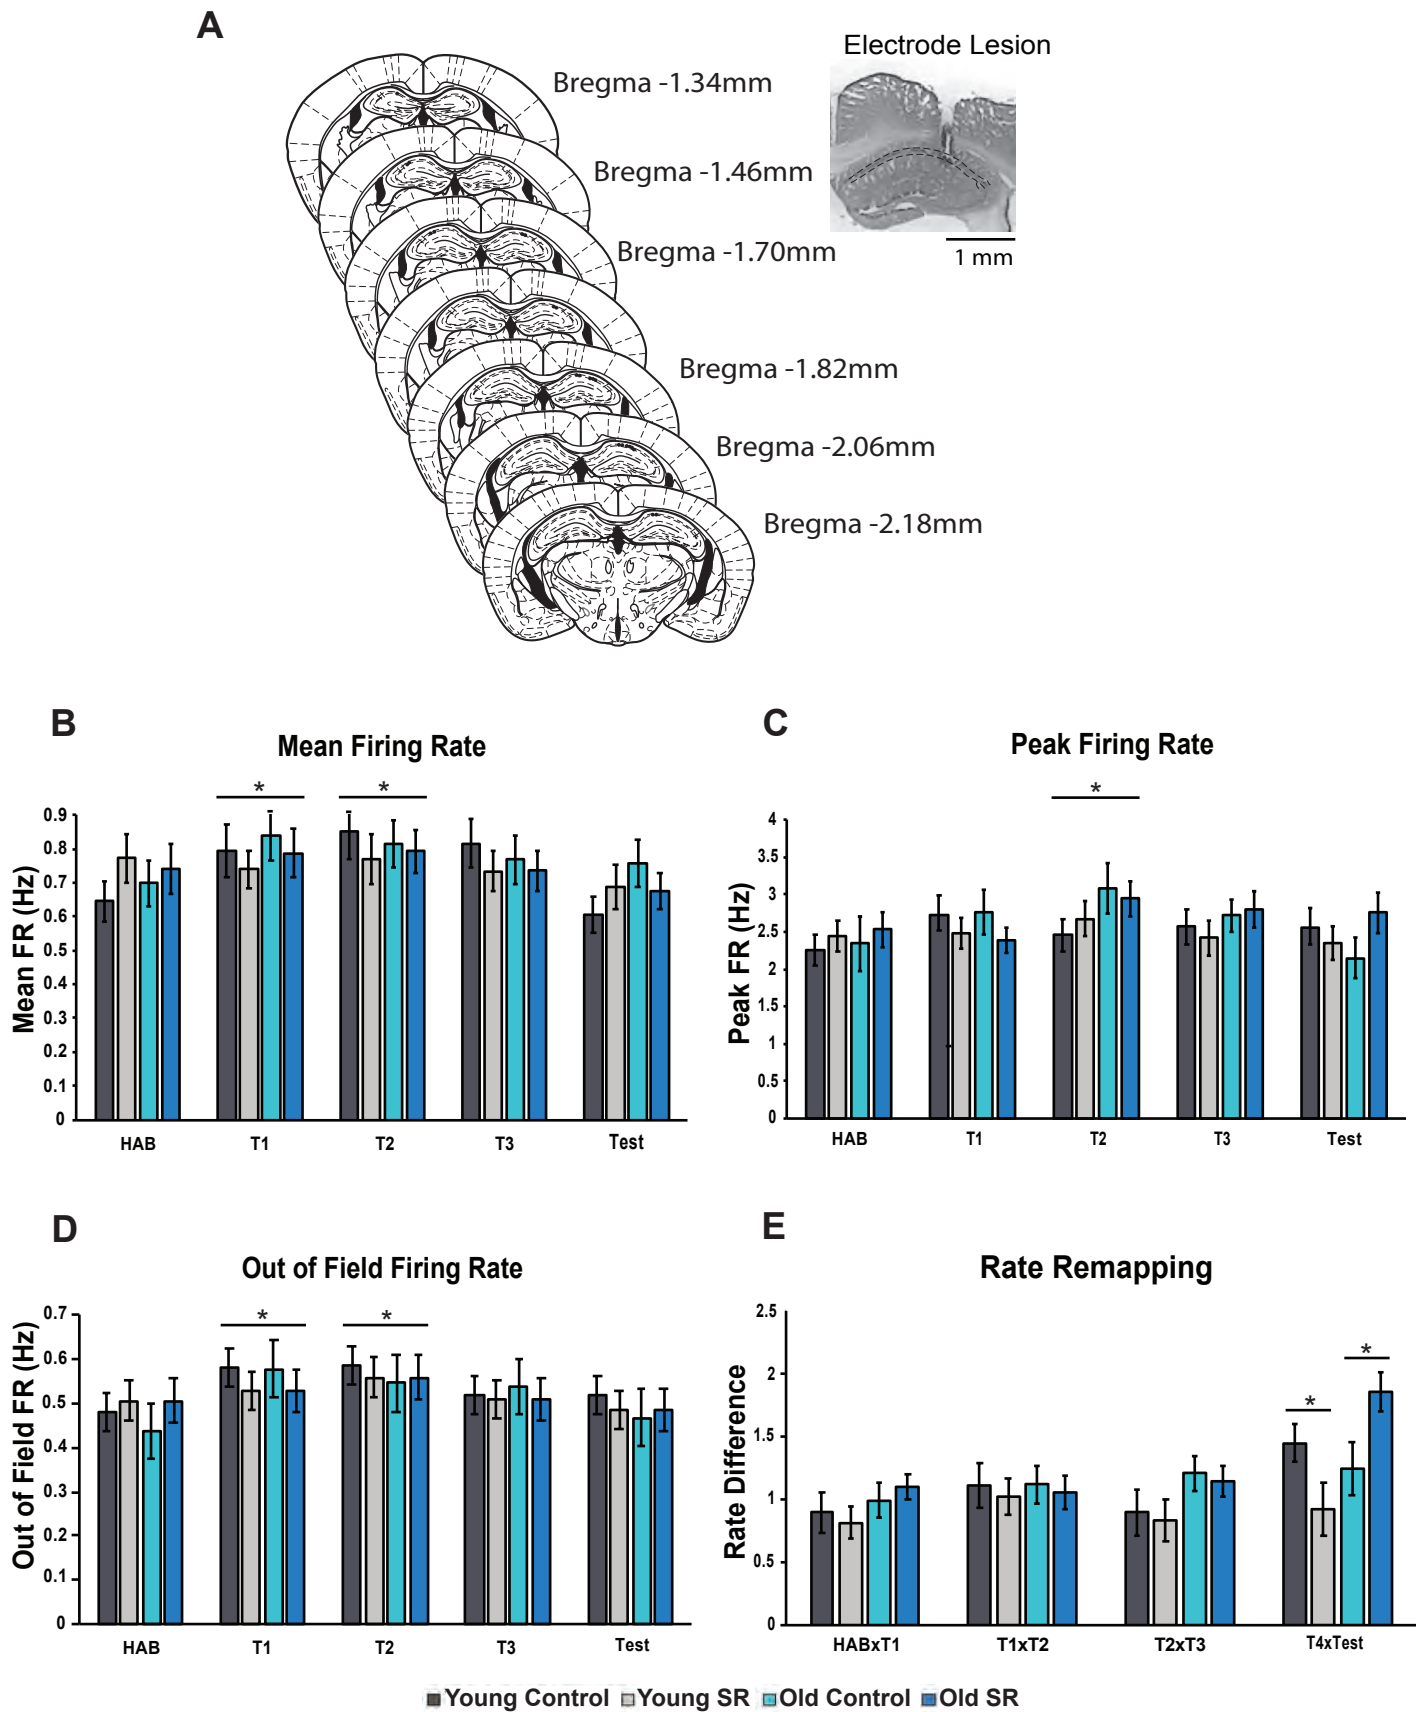 A
Electrode Lesion
Bregma -1.34mm
Bregma -1.46mm
Bregma -1.70mm
1 mm
Bregma -1.82mm
Bregma -2.06mm
Bregma -2.18mm
B
Mean Firing Rate
* *
Mean FR (Hz)
0.9
0.8
0.7
0.6
0.5
0.4
0.3
0.2
0.1
0
HAB T1 T2 T3 Test
C
Peak Firing Rate
*
Peak FR (Hz)
4
3.5
3
2.5
2
1.5
1
0.5
0
HAB T1 T2 T3 Test
D
Out of Field Firing Rate
* *
Out of Field FR (Hz)
0.7
0.6
0.5
0.4
0.3
0.2
0.1
0
HAB T1 T2 T3 Test
E
Rate Remapping
* *
Rate Difference
2.5
2
1.5
1
0.5
0
HABxT1 T1xT2 T2xT3 T4xTest
Young Control Young SR Old Control Old SR